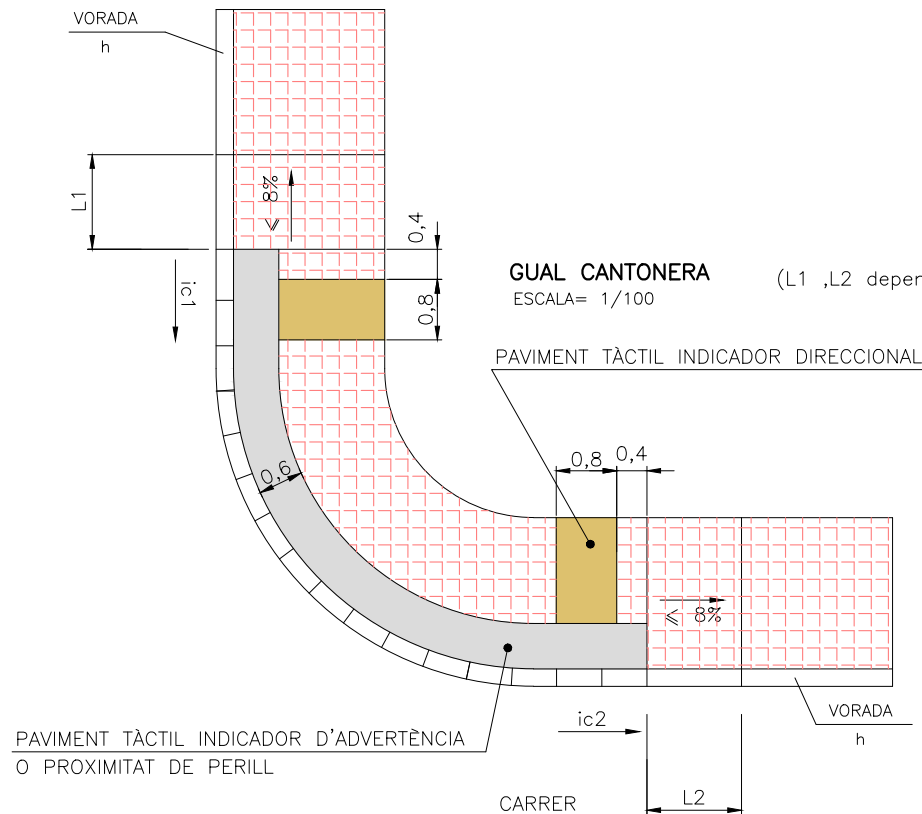 VORADA
h
L1
⩽ 8%
0,4
ic1
0,8
GUAL CANTONERA
(L1 ,L2 deper
ESCALA= 1/100
PAVIMENT TÀCTIL INDICADOR DIRECCIONAL
0,8
0,4
0,6
⩽ 8%
PAVIMENT TÀCTIL INDICADOR D'ADVERTÈNCIA
O PROXIMITAT DE PERILL
ic2
VORADA
h
CARRER
L2